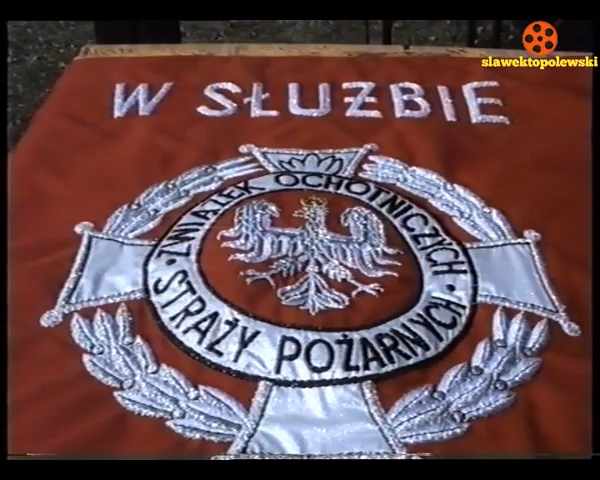 slawektopolewski
W SŁUŻBIE
ZWIĄZEK OCHOTNICZYCH
STRAŻY POŻARNYCH